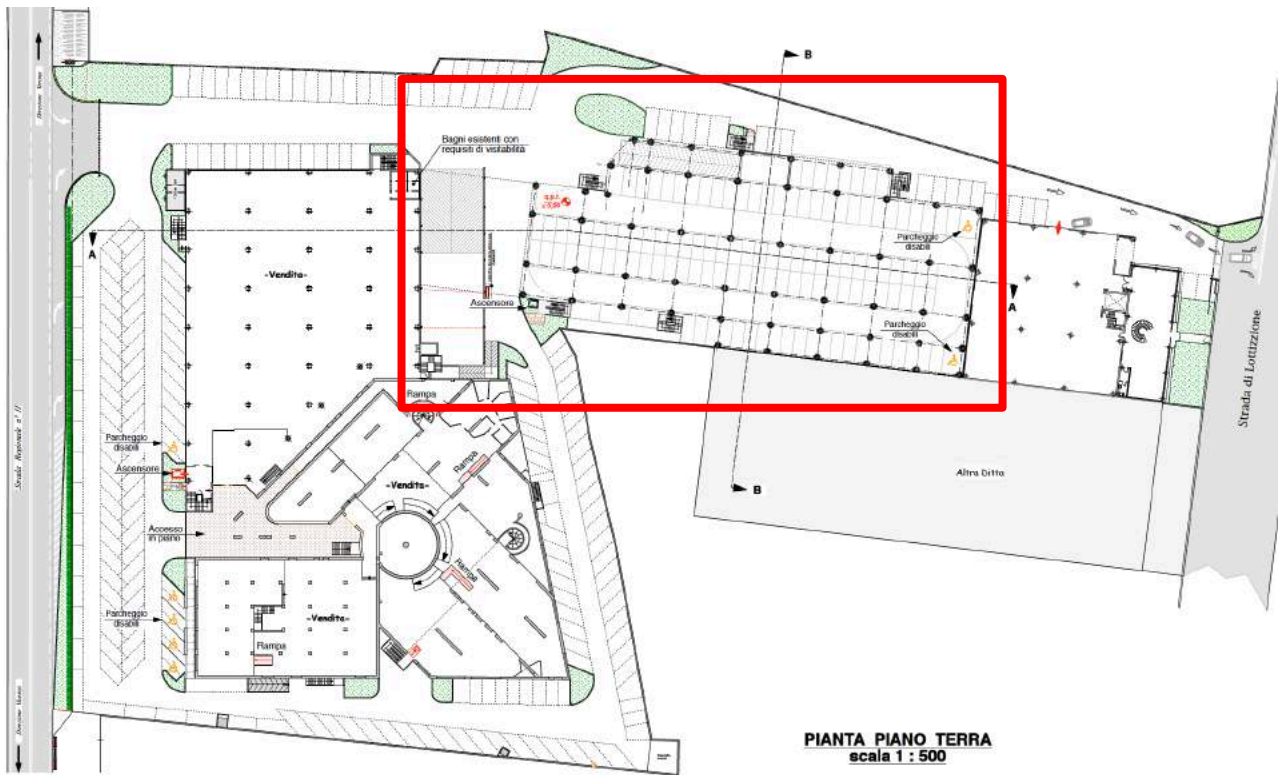 B
Direzione Verona
Bagni esistenti con
requisiti di visitabilità
A
-Vendita-
Parcheggio
disabili
Ascensore
A
Parcheggio
disabili
Strada di Lottizzazione
Rampa
Strada Regionale n° 11
Parcheggio
disabili
Ascensore
Rampa
-Vendita-
Altra Ditta
B
Accesso
in piano
Rampa
Parcheggio
disabili
-Vendita-
Rampa
PIANTA PIANO TERRA
scala 1 : 500